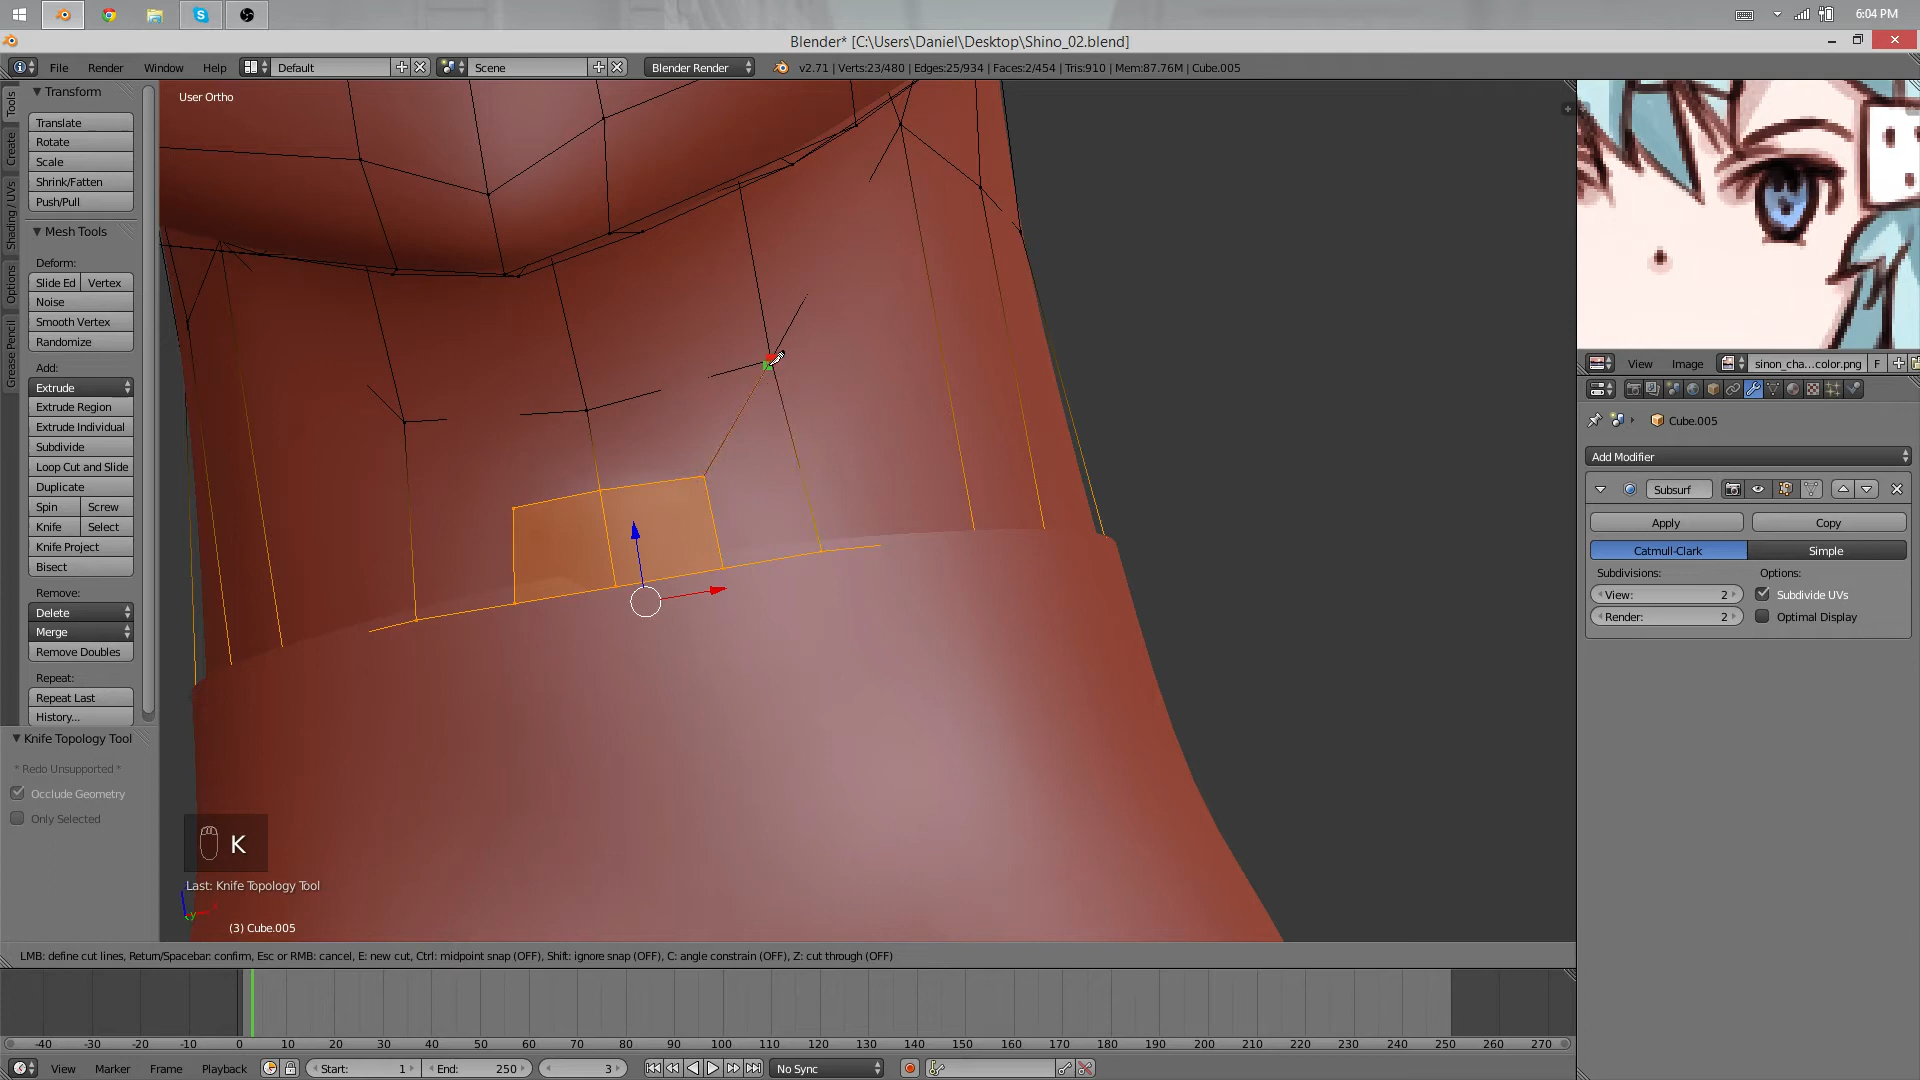 6:04 PM
Blender* [C:\Users\Daniel\Desktop\Shino_02.blend]
File Render Window Help Default Scene Blender Render v2.71 | Verts:23/480 | Edges:25/934 | Faces:2/454 | Tris:910 | Mem:87.76M | Cube.005
Tools
Create
Shading / UVs
Options
Grease Pencil
Transform
Translate
Rotate
Scale
Shrink/Fatten
Push/Pull
Mesh Tools
Deform:
Slide Ed Vertex
Noise
Smooth Vertex
Randomize
Add:
Extrude
Extrude Region
Extrude Individual
Subdivide
Loop Cut and Slide
Duplicate
Spin Screw
Knife Select
Knife Project
Bisect
Remove:
Delete
Merge
Remove Doubles
Repeat:
Repeat Last
History...
Knife Topology Tool
* Redo Unsupported *
Occlude Geometry
Only Selected
User Ortho
K
Last: Knife Topology Tool
y
(3) Cube.005
View Image sinon_cha...color.png F
Cube.005
Add Modifier
Subsurf
Apply Copy
Catmull-Clark Simple
Subdivisions: Options:
View: 2 Subdivide UVs
Render: 2 Optimal Display
LMB: define cut lines, Return/Spacebar: confirm, Esc or RMB: cancel, E: new cut, Ctrl: midpoint snap (OFF), Shift: ignore snap (OFF), C: angle constrain (OFF), Z: cut through (OFF)
-40 -30 -20 -10 0 10 20 30 40 50 60 70 80 90 100 110 120 130 140 150 160 170 180 190 200 210 220 230 240 250 260 270
View Marker Frame Playback Start: 1 End: 250 3 No Sync